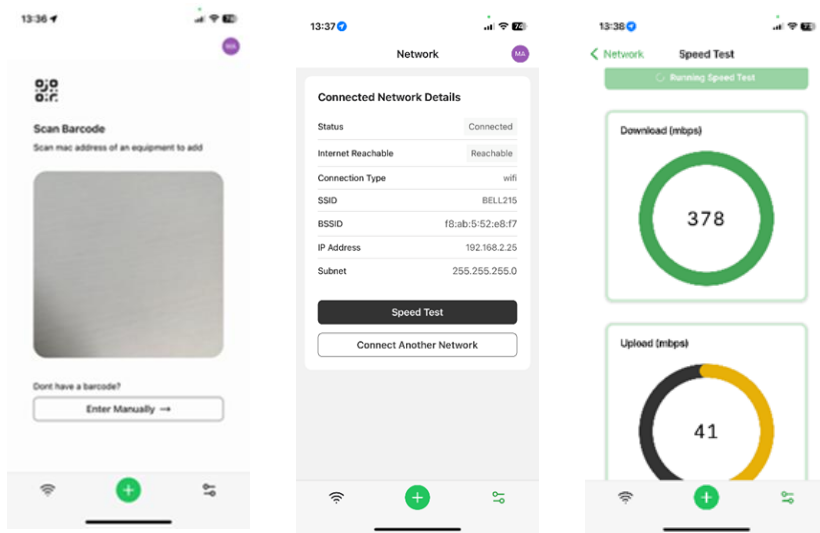 13:36
MA
Scan Barcode
Scan mac address of an equipment to add
Dont have a barcode?
Enter Manually →
13:37
74
Network
MA
Connected Network Details
Status Connected
Internet Reachable Reachable
Connection Type wifi
SSID BELL215
BSSID f8:ab:5:52:e8:f7
IP Address 192.168.2.25
Subnet 255.255.255.0
Speed Test
Connect Another Network
13:38
Network
Speed Test
Running Speed Test
Download (mbps)
378
Upload (mbps)
41